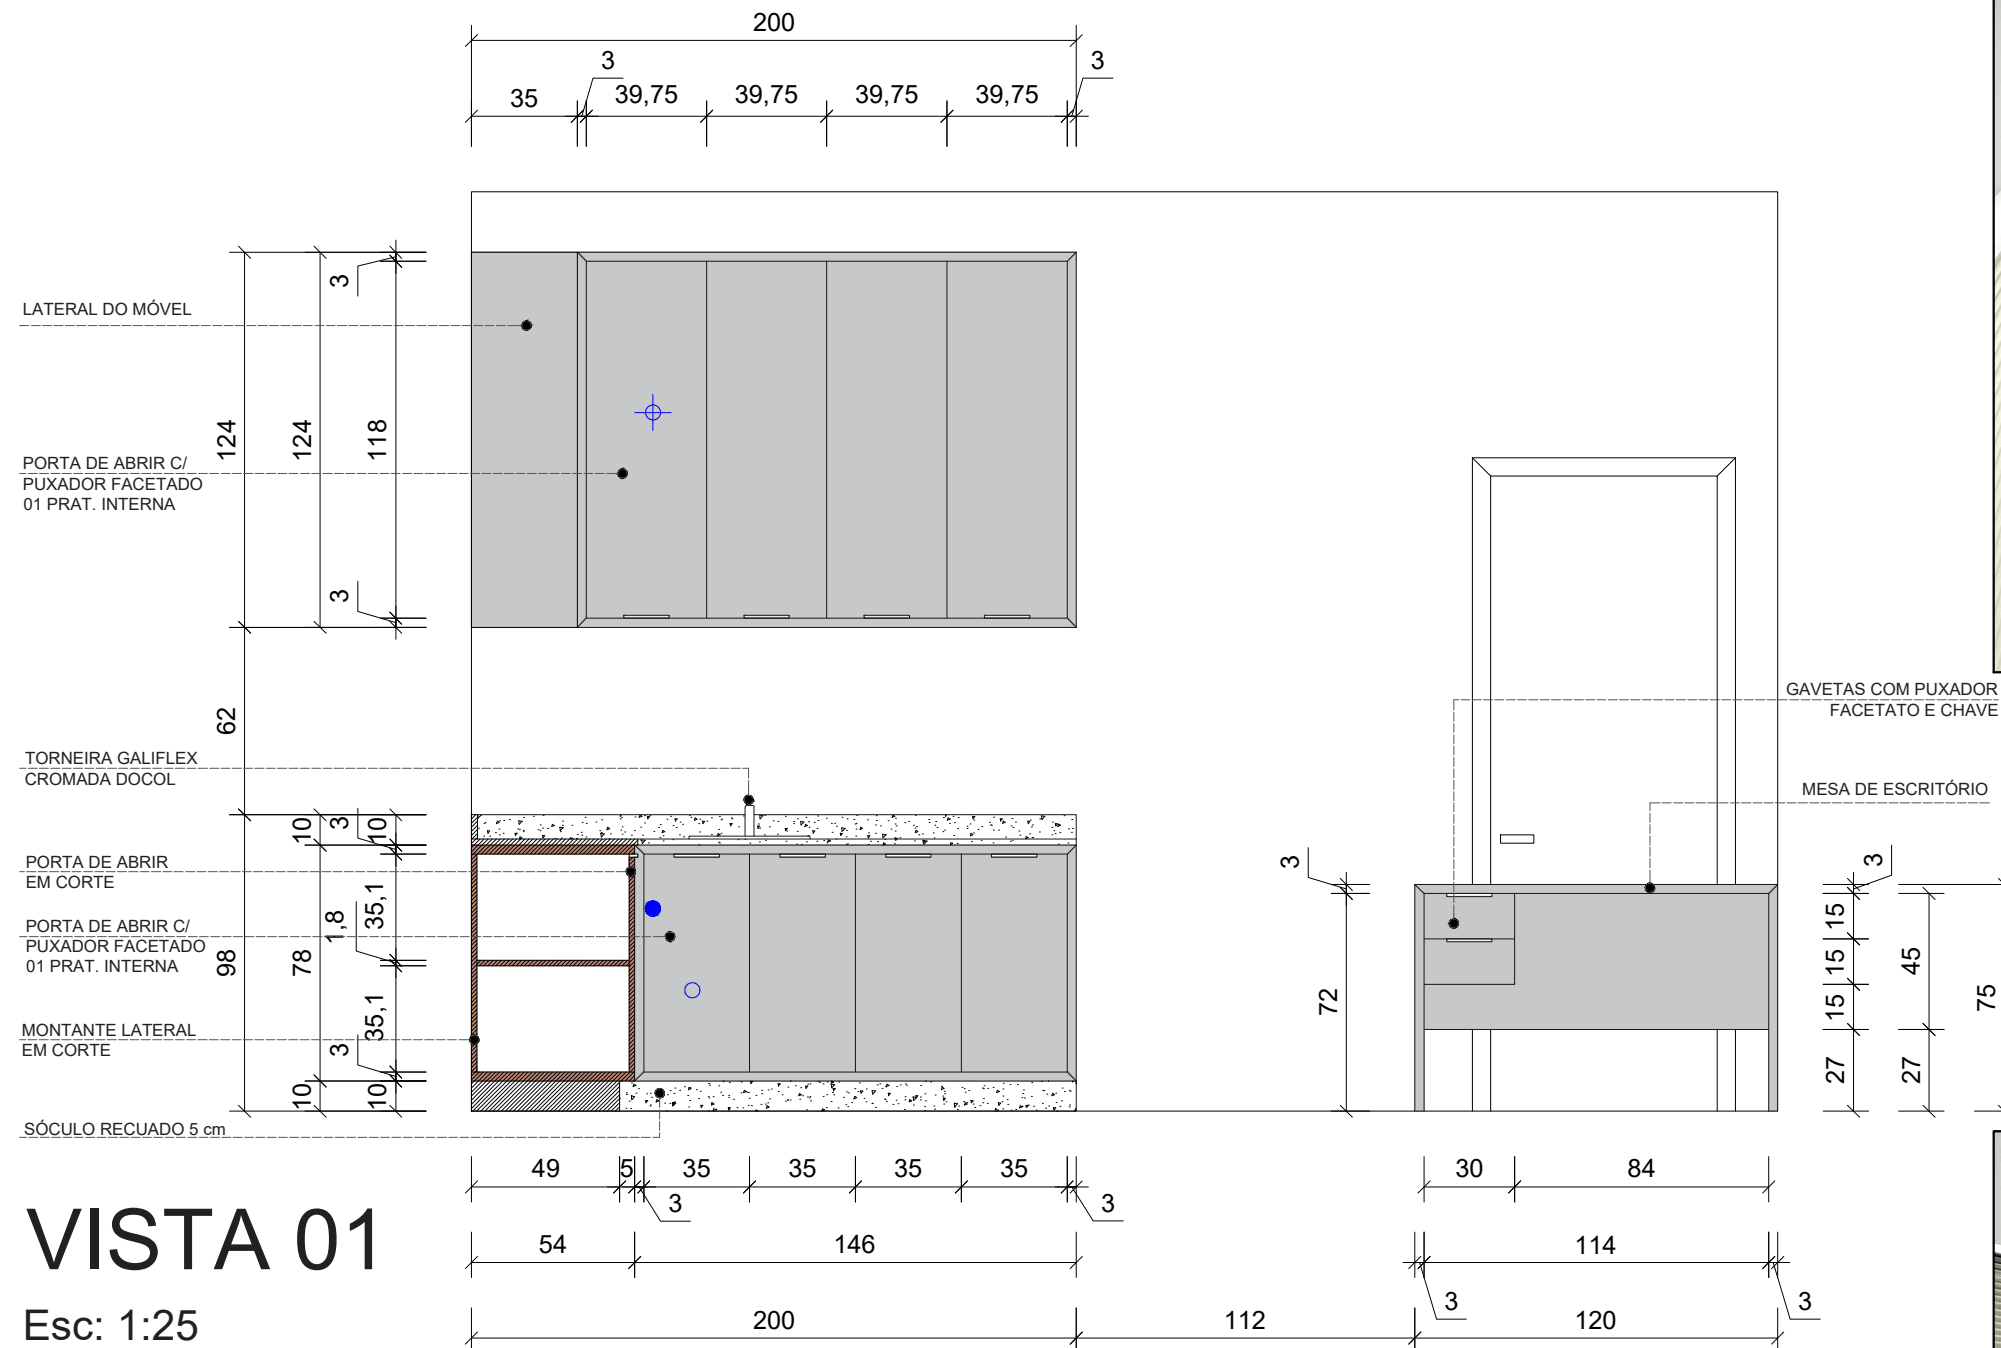 200
3
3
35
39,75
39,75
39,75
39,75
3
LATERAL DO MÓVEL
124
124
118
PORTA DE ABRIR C/
PUXADOR FACETADO
01 PRAT. INTERNA
3
GAVETAS COM PUXADOR
FACETATO E CHAVE
62
TORNEIRA GALIFLEX
CROMADA DOCOL
MESA DE ESCRITÓRIO
10
3
10
PORTA DE ABRIR
EM CORTE
3
3
35,1
1,8
15
PORTA DE ABRIR C/
PUXADOR FACETADO
01 PRAT. INTERNA
98
78
15
45
72
75
35,1
15
MONTANTE LATERAL
EM CORTE
3
27
27
10
10
SÓCULO RECUADO 5 cm
49
5
35
35
35
35
30
84
3
3
VISTA 01
54
146
114
3
3
Esc: 1:25
200
112
120